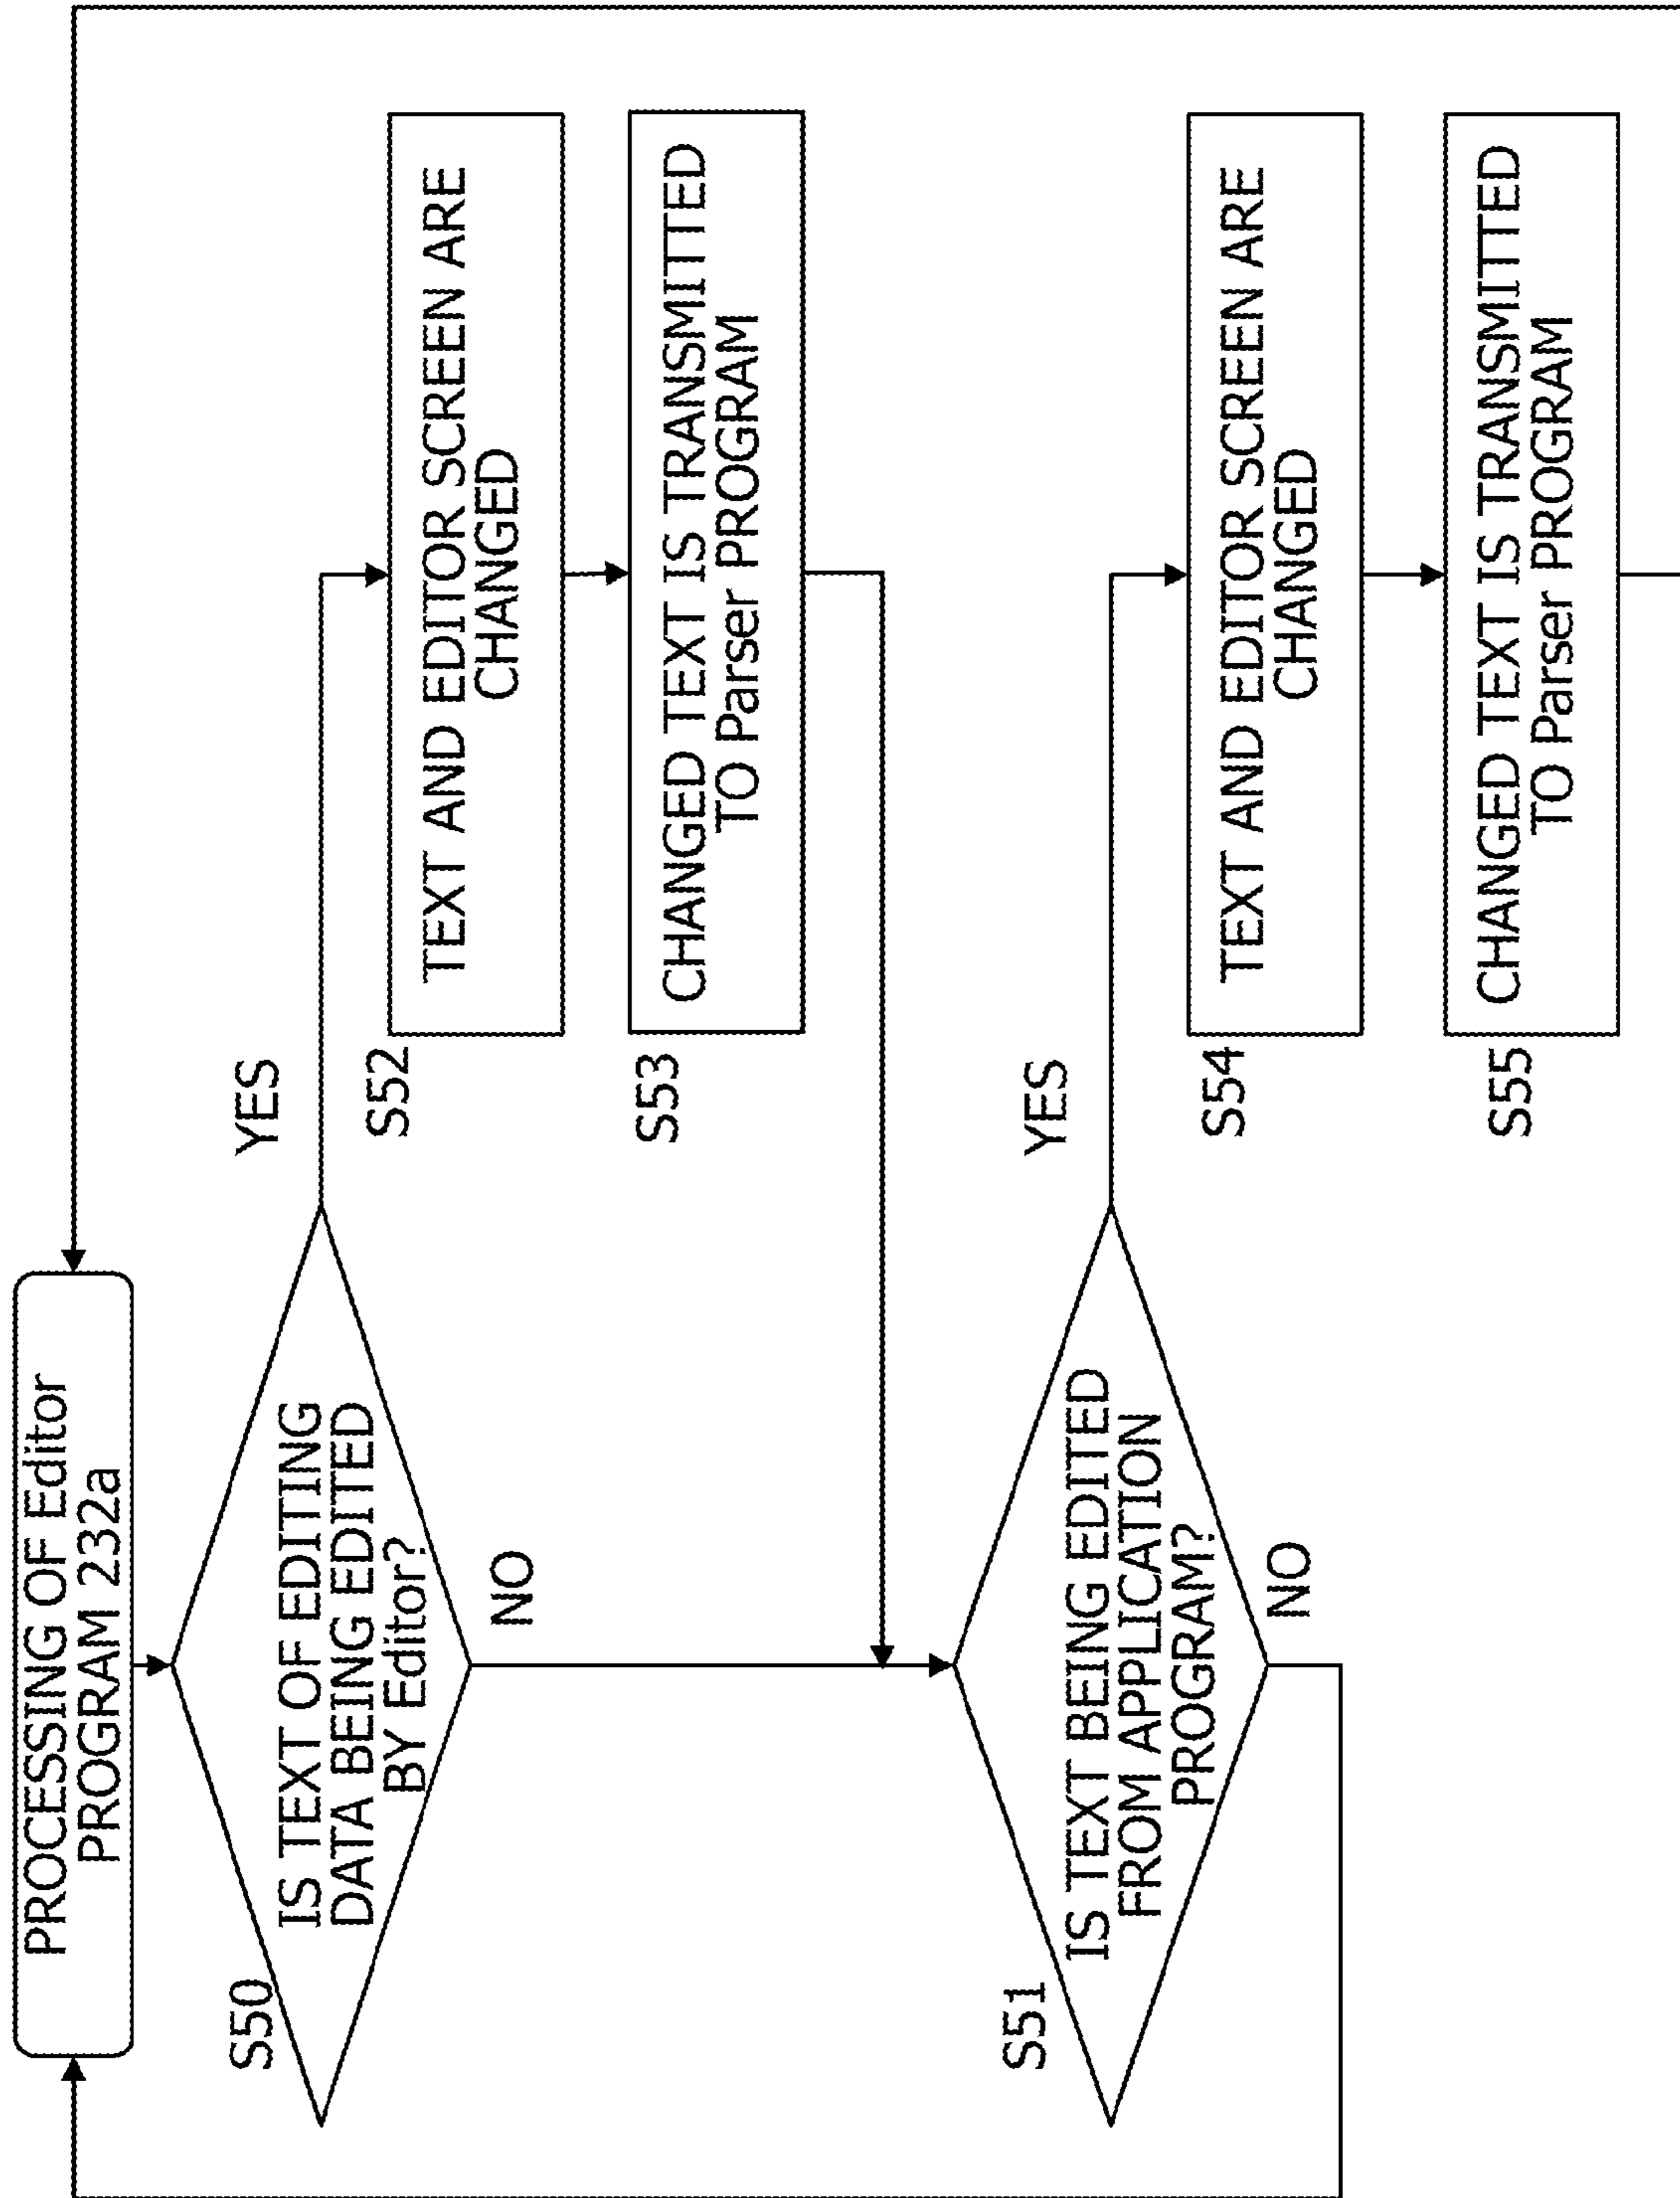 PROCESSING OF Editor
PROGRAM 232a
S50
IS TEXT OF EDITING
DATA BEING EDITED
BY Editor?
YES
NO
S52
TEXT AND EDITOR SCREEN ARE
CHANGED
S53
CHANGED TEXT IS TRANSMITTED
TO Parser PROGRAM
S51
IS TEXT BEING EDITED
FROM APPLICATION
PROGRAM?
YES
NO
S54
TEXT AND EDITOR SCREEN ARE
CHANGED
S55
CHANGED TEXT IS TRANSMITTED
TO Parser PROGRAM